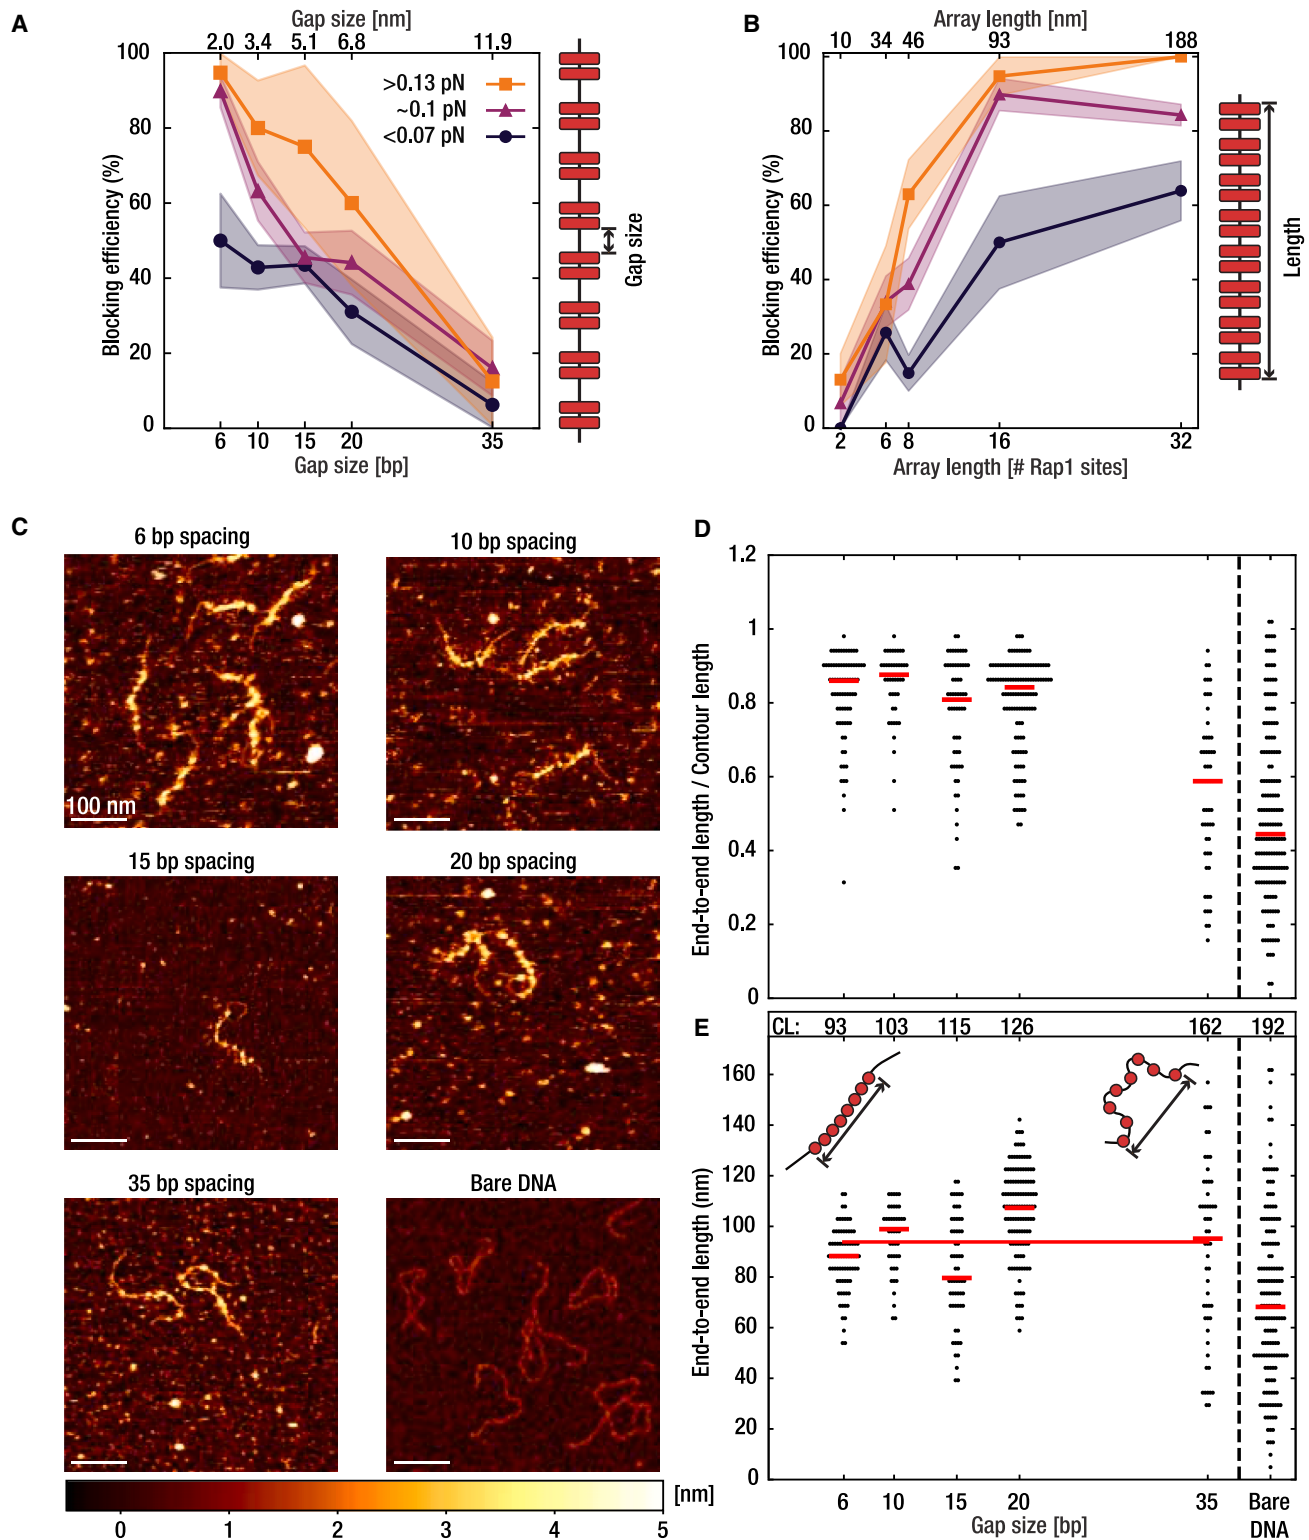 A
Gap size [nm]
2.0 3.4 5.1 6.8 11.9
100
80
60
40
20
0
Blocking efficiency (%)
>0.13 pN
~0.1 pN
<0.07 pN
6 10 15 20 35
Gap size [bp]
Gap size
B
Array length [nm]
10 34 46 93 188
100
80
60
40
20
0
Blocking efficiency (%)
2 6 8 16 32
Array length [# Rap1 sites]
Length
C
6 bp spacing
10 bp spacing
100 nm
15 bp spacing
20 bp spacing
35 bp spacing
Bare DNA
[nm]
0 1 2 3 4 5
D
1.2
1
0.8
0.6
0.4
0.2
0
End-to-end length / Contour length
E
CL: 93 103 115 126 162 192
160
140
120
100
80
60
40
20
0
End-to-end length (nm)
6 10 15 20 35 Bare
DNA
Gap size [bp]